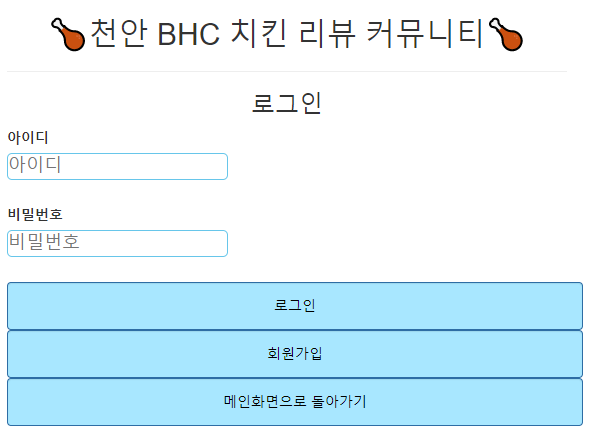 천안 BHC 치킨 리뷰 커뮤니티
로그인
아이디
아이디
비밀번호
비밀번호
로그인
회원가입
메인화면으로 돌아가기